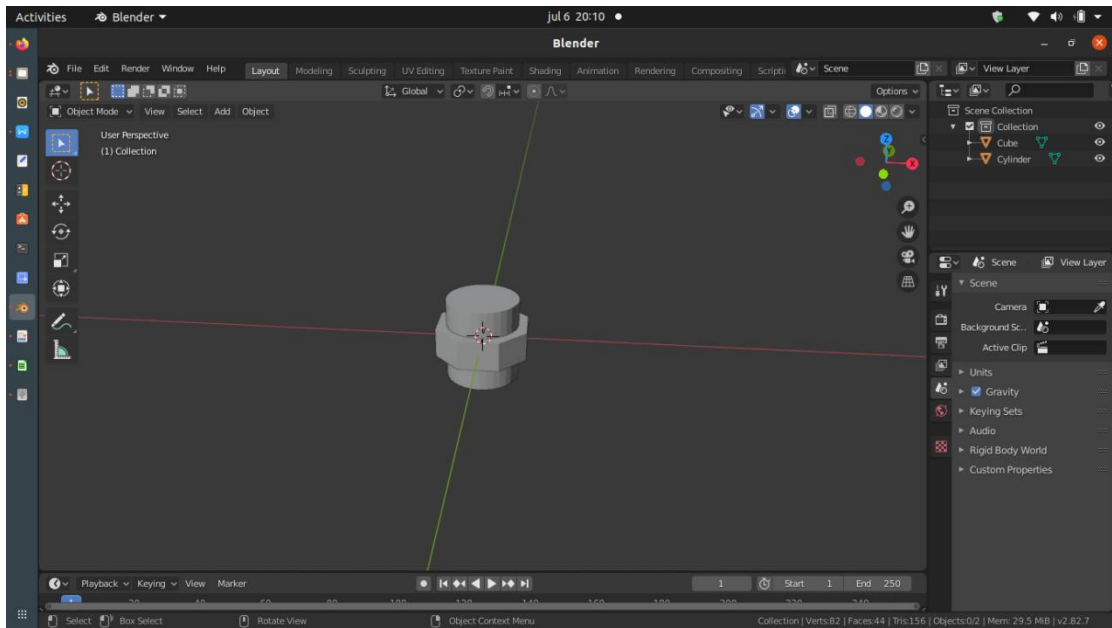 Activities Blender jul 6 20:10
Blender
File Edit Render Window Help Layout Modeling Sculpting UV Editing Texture Paint Shading Animation Rendering Compositing Scripti Scene View Layer
Global Options
Object Mode View Select Add Object
User Perspective
(1) Collection
Z
Y
X
Scene Collection
Collection
Cube
Cylinder
Scene View Layer
Scene
Camera
Background Sc..
Active Clip
Units
Gravity
Keying Sets
Audio
Rigid Body World
Custom Properties
Playback Keying View Marker 1 Start 1 End 250
Select Box Select Rotate View Object Context Menu Collection | Verts:82 | Faces:44 | Tris:156 | Objects:0/2 | Mem: 29.5 MiB | v2.82.7